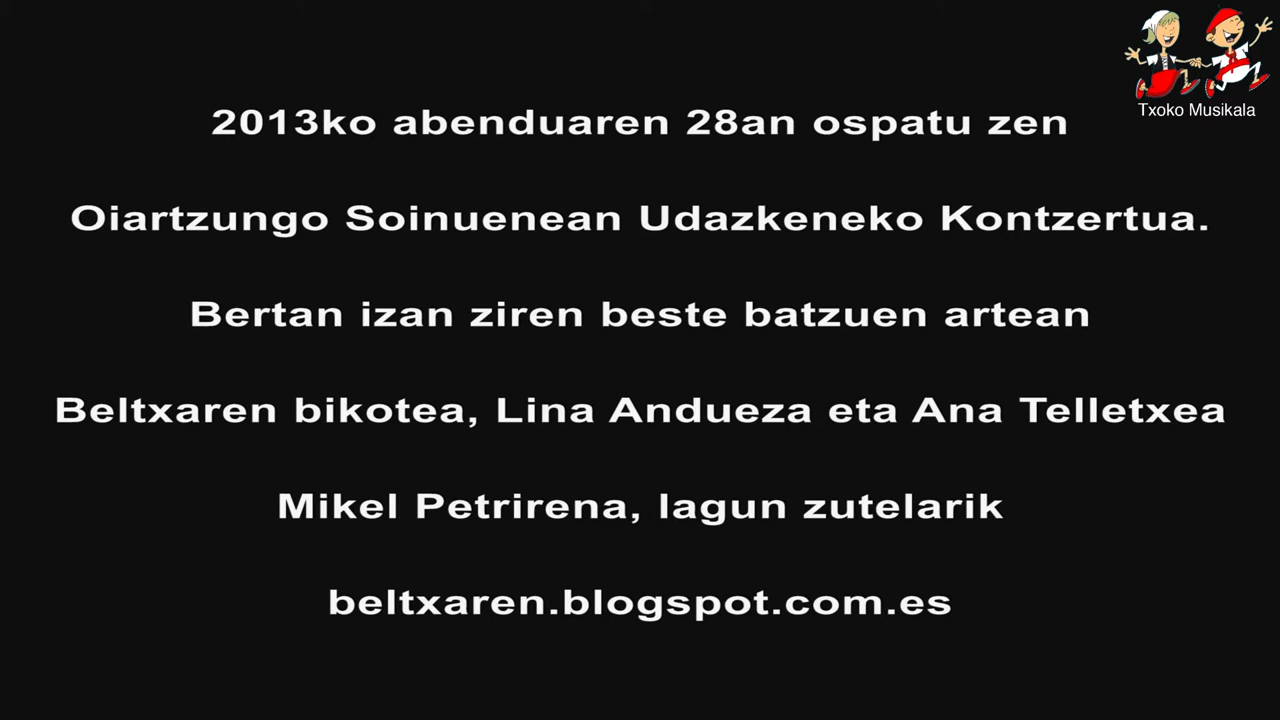 Txoko Musikala
2013ko abenduaren 28an ospatu zen
Oiartzungo Soinuenean Udazkeneko Kontzertua.
Bertan izan ziren beste batzuen artean
Beltxaren bikotea, Lina Andueza eta Ana Telletxea
Mikel Petrirena, lagun zutelarik
beltxaren.blogspot.com.es